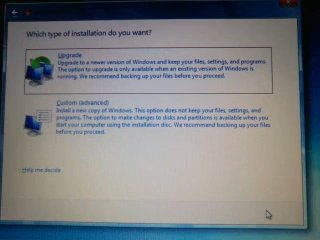 Which type of installation do you want?
Upgrade
Upgrade to a newer version of Windows and keep your files, settings, and programs.
The option to upgrade is only available when an existing version of Windows is
running. We recommend backing up your files before you proceed.
Custom (advanced)
Install a new copy of Windows. This option does not keep your files, settings, and
programs. The option to make changes to disks and partitions is available when you
start your computer using the installation disc. We recommend backing up your files
before you proceed.
Help me decide